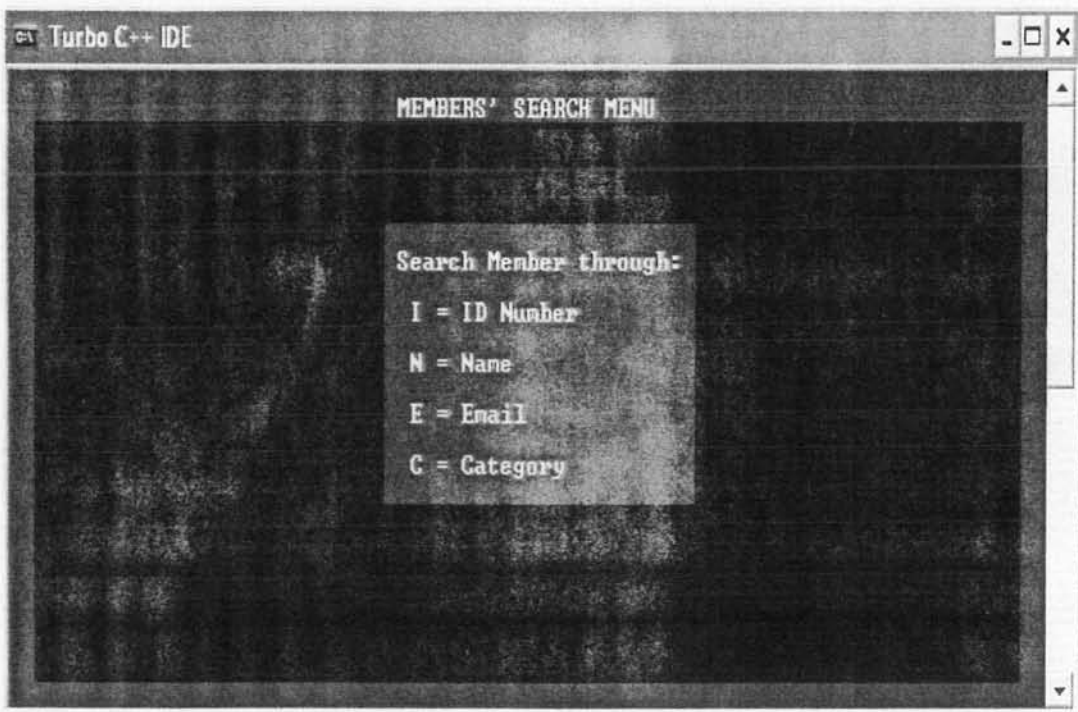 Turbo C++ IDE
MEMBERS' SEARCH MENU
Search Member through:
I = ID Number
N = Name
E = Email
C = Category